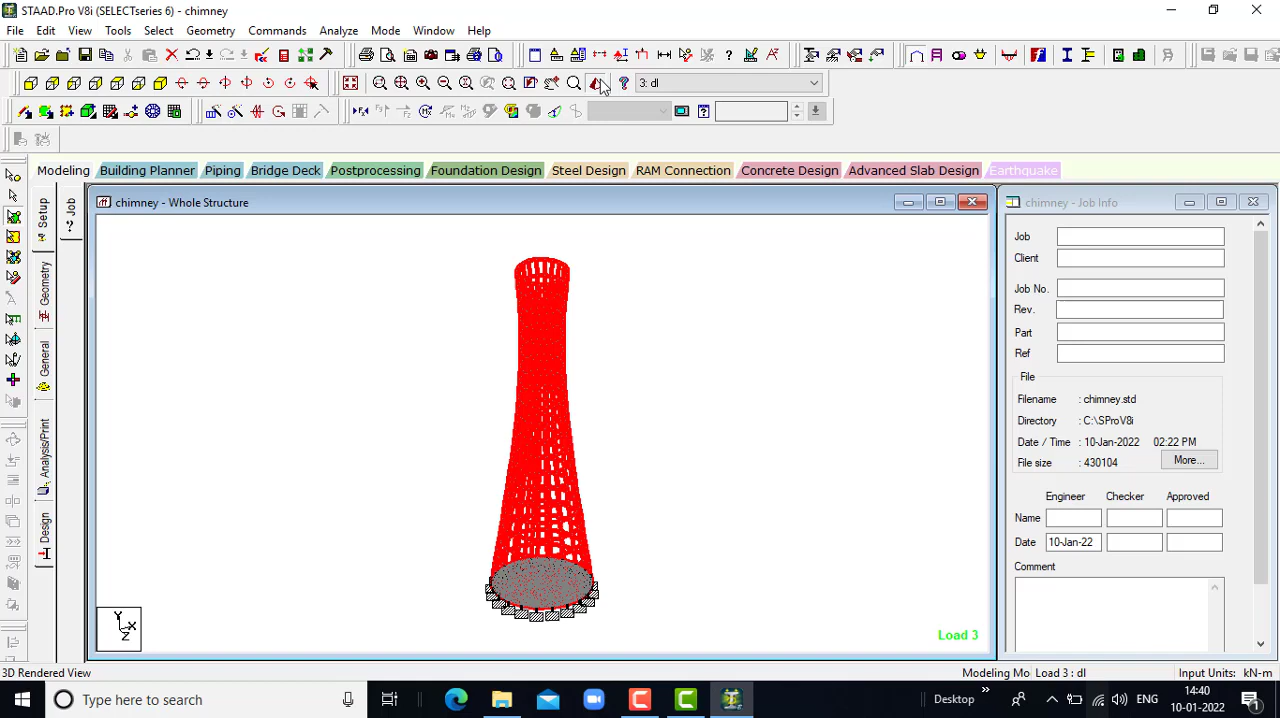 STAAD.Pro V8i (SELECTseries 6) - chimney
File Edit View Tools Select Geometry Commands Analyze Mode Window Help
3: dl
Modeling Building Planner Piping Bridge Deck Postprocessing Foundation Design Steel Design RAM Connection Concrete Design Advanced Slab Design Earthquake
Setup
Geometry
General
Analysis/Print
Design
Job
chimney - Whole Structure
Y
X
Z
Load 3
chimney - Job Info
Job
Client
Job No.
Rev.
Part
Ref
File
Filename : chimney.std
Directory : C:\SProV8i
Date / Time : 10-Jan-2022 02:22 PM
File size : 430104 More...
Engineer Checker Approved
Name
Date 10-Jan-22
Comment
3D Rendered View Modeling Mo Load 3 : dl Input Units: kN-m
Type here to search
Desktop
ENG
14:40
10-01-2022
1